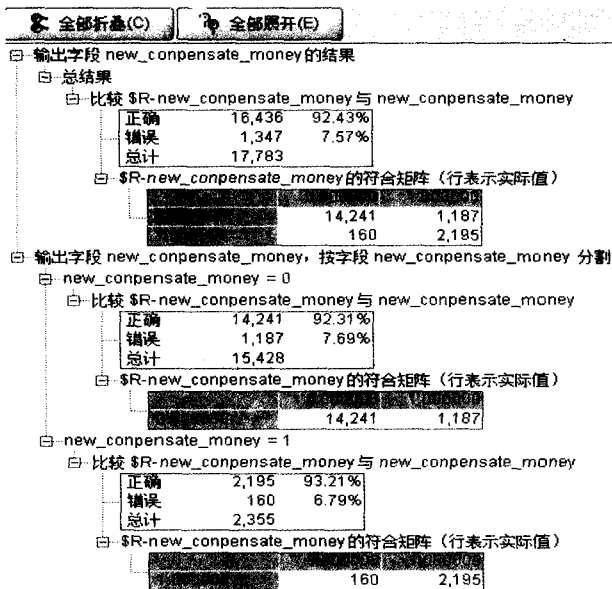 全部折叠(C) 全部展开(E)
输出字段 new_conpensate_money的结果
总结果
比较 $R-new_conpensate_money与 new_conpensate_money
正确 16,436 92.43%
错误 1,347 7.57%
总计 17,783
$R-new_conpensate_money的符合矩阵（行表示实际值）
14,241 1,187
160 2,195
输出字段 new_conpensate_money，按字段 new_conpensate_money 分割
new_conpensate_money = 0
比较 $R-new_conpensate_money与 new_conpensate_money
正确 14,241 92.31%
错误 1,187 7.69%
总计 15,428
$R-new_conpensate_money的符合矩阵（行表示实际值）
14,241 1,187
new_conpensate_money = 1
比较 $R-new_conpensate_money与 new_conpensate_money
正确 2,195 93.21%
错误 160 6.79%
总计 2,355
$R-new_conpensate_money的符合矩阵（行表示实际值）
160 2,195